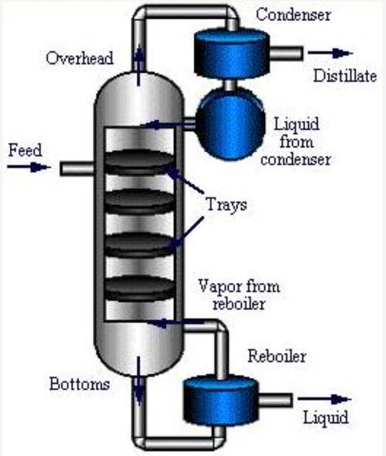 Condenser
Overhead
Distillate
Liquid
from
condenser
Feed
Trays
Vapor from
reboiler
Reboiler
Bottoms
Liquid